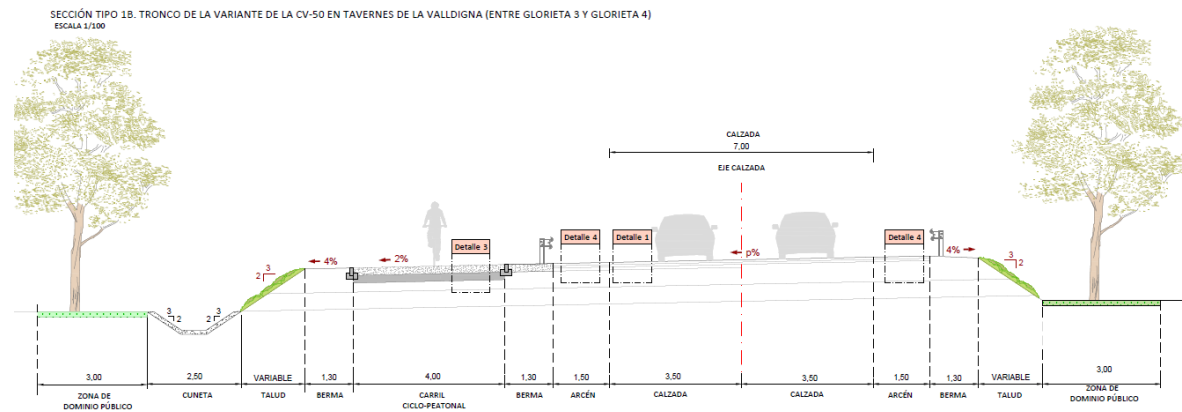 SECCIÓN TIPO 1B. TRONCO DE LA VARIANTE DE LA CV-50 EN TAVERNES DE LA VALLDIGNA (ENTRE GLORIETA 3 Y GLORIETA 4)
ESCALA 1/100
CALZADA
7,00
EJE CALZADA
Detalle 3
Detalle 4
Detalle 1
Detalle 4
4%
2%
p%
4%
3
2
3
2
3
2
3
2
3,00
2,50
VARIABLE
1,30
4,00
1,30
1,50
3,50
3,50
1,50
1,30
VARIABLE
3,00
ZONA DE
DOMINIO PÚBLICO
CUNETA
TALUD
BERMA
CARRIL
CICLO-PEATONAL
BERMA
ARCÉN
CALZADA
CALZADA
ARCÉN
BERMA
TALUD
ZONA DE
DOMINIO PÚBLICO